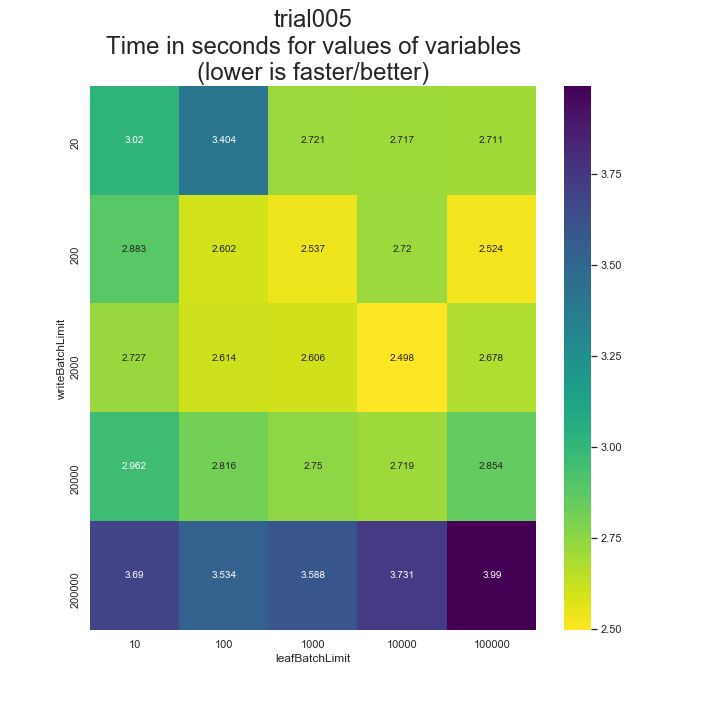 trial005
Time in seconds for values of variables
(lower is faster/better)
20
3.02 3.404 2.721 2.717 2.711
200
2.883 2.602 2.537 2.72 2.524
2000
2.727 2.614 2.606 2.498 2.678
20000
2.962 2.816 2.75 2.719 2.854
200000
3.69 3.534 3.588 3.731 3.99
writeBatchLimit
10 100 1000 10000 100000
leafBatchLimit
3.75
3.50
3.25
3.00
2.75
2.50